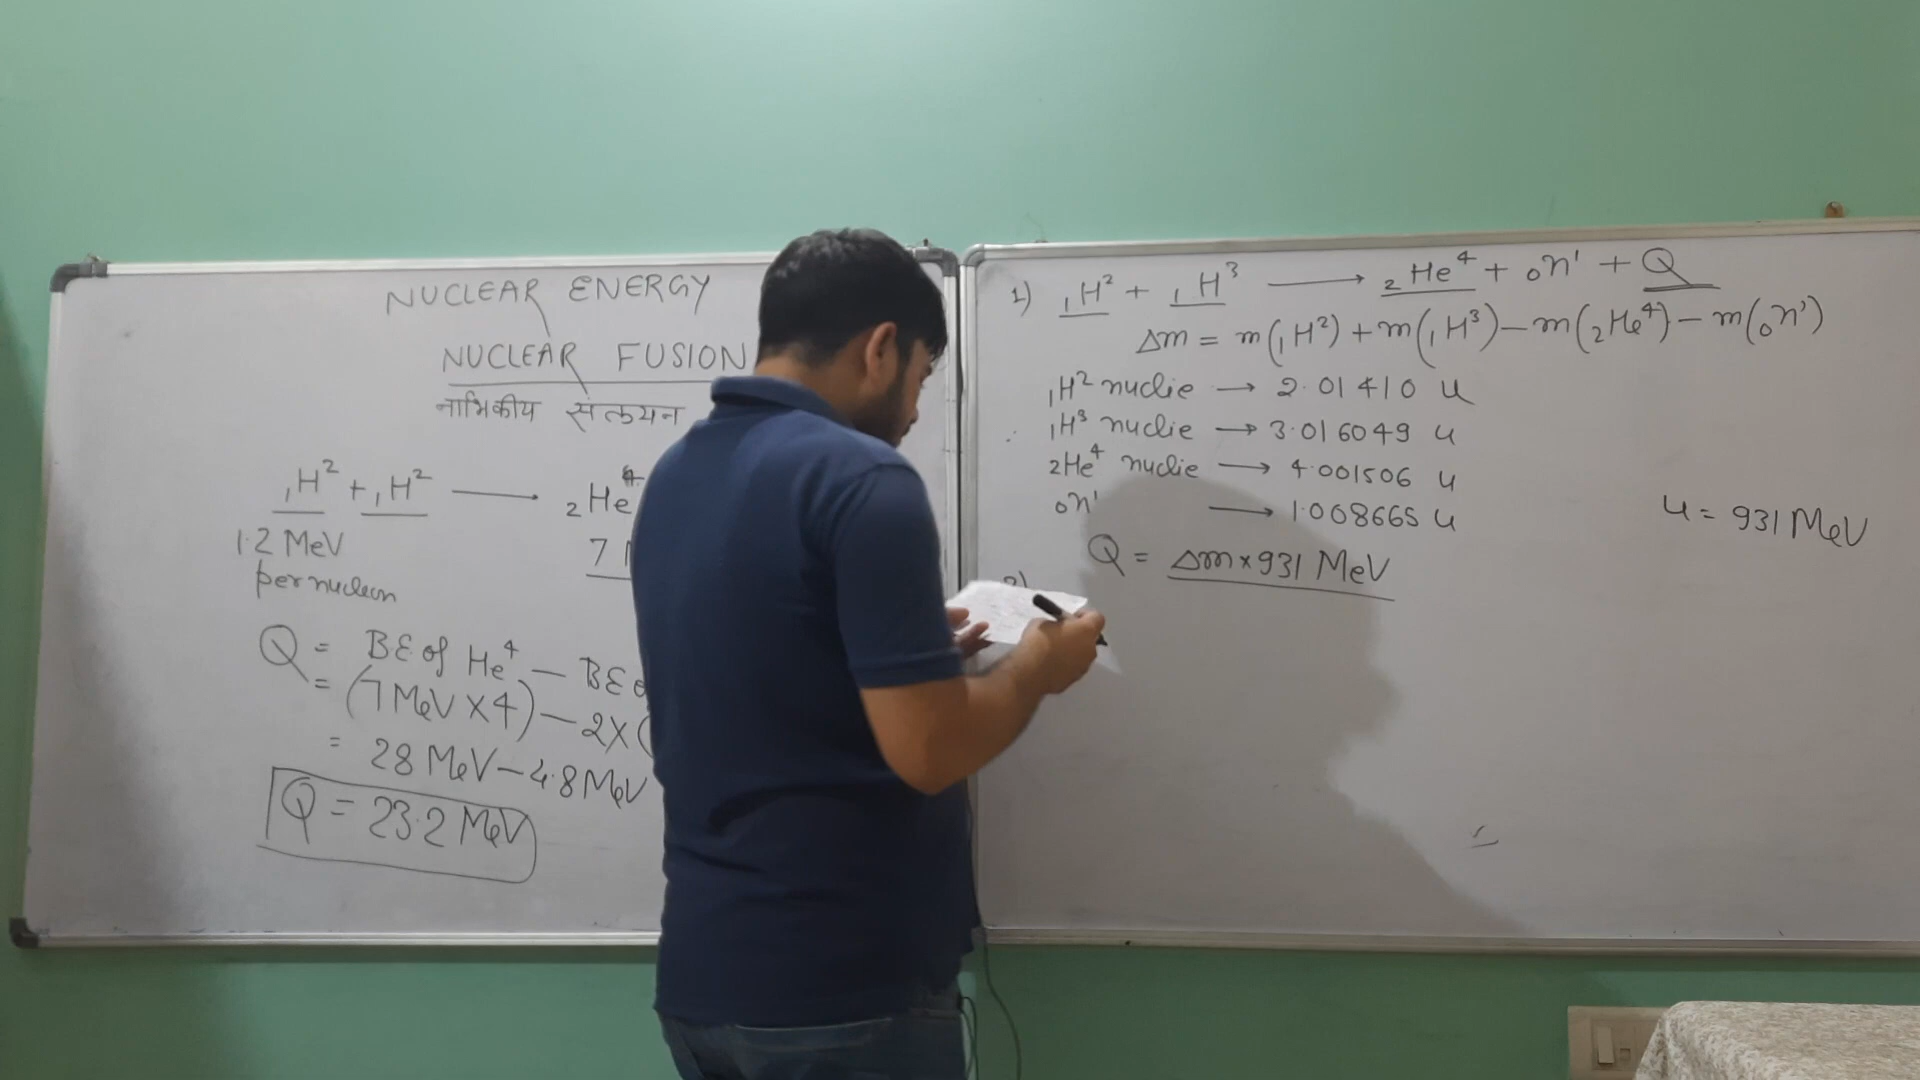 NUCLEAR ENERGY
NUCLEAR FUSION
नाभिकीय संलयन
₁H² + ₁H² ⟶ ₂He⁴
1.2 MeV
per nucleon
7
Q = BE of He⁴ – BE
= (7 MeV X 4) – 2X(
= 28 MeV – 4.8 MeV
Q = 23.2 MeV
1) ₁H² + ₁H³ ⟶ ₂He⁴ + ₀n¹ + Q
Δm = m(₁H²) + m(₁H³) – m(₂He⁴) – m(₀n¹)
₁H² nuclie → 2.01410 u
₁H³ nuclie → 3.016049 u
₂He⁴ nuclie → 4.001506 u
₀n¹ → 1.008665 u
u = 931 MeV
Q = Δm x 931 MeV